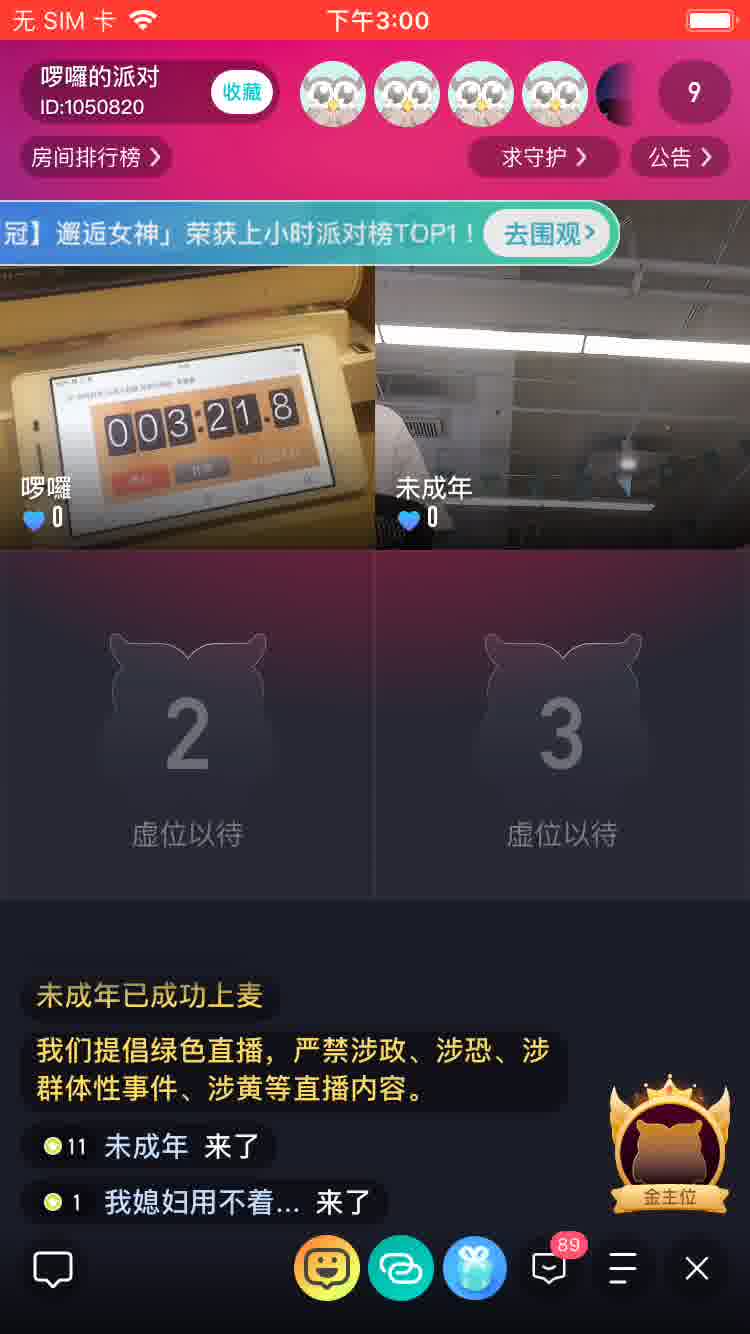 无 SIM 卡
下午3:00
啰囉的派对
ID:1050820
收藏
9
房间排行榜
求守护
公告
冠】邂逅女神」荣获上小时派对榜TOP1！
去围观
003:21.8
啰囉
0
未成年
0
2
虚位以待
3
虚位以待
未成年已成功上麦
我们提倡绿色直播，严禁涉政、涉恐、涉
群体性事件、涉黄等直播内容。
11 未成年 来了
1 我媳妇用不着... 来了
金主位
89